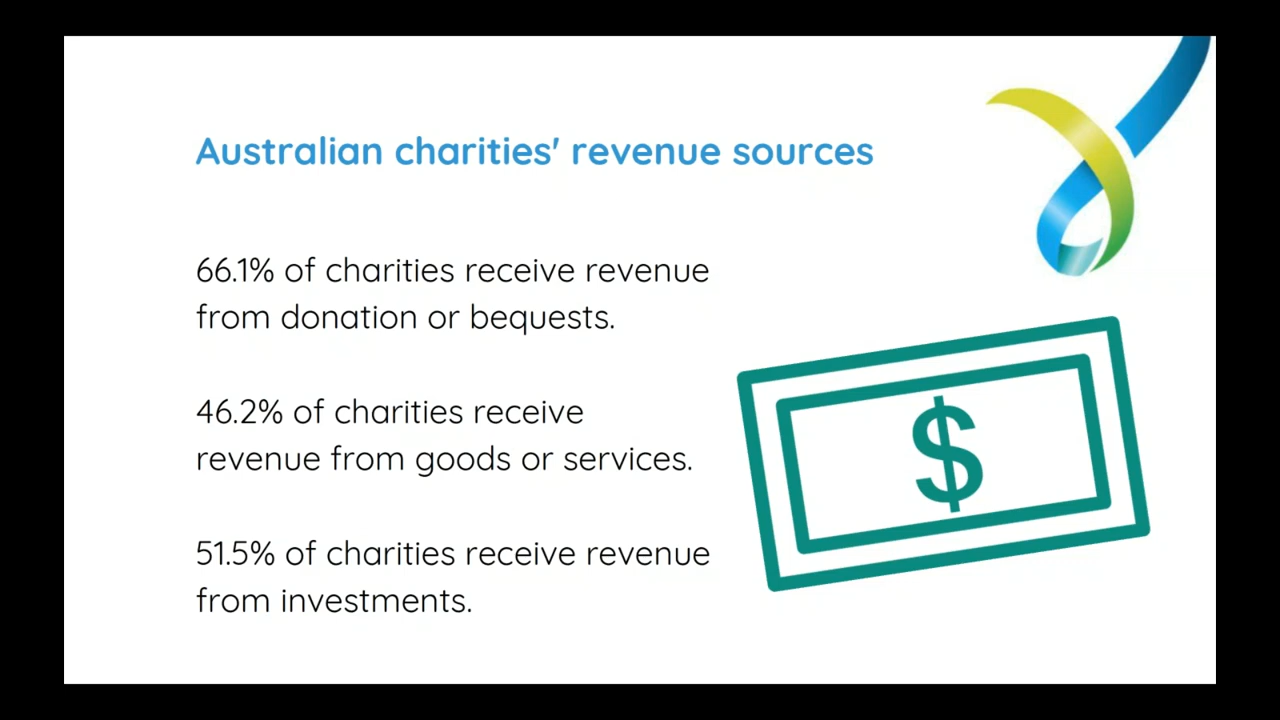 Australian charities' revenue sources
66.1% of charities receive revenue
from donation or bequests.
46.2% of charities receive
revenue from goods or services.
51.5% of charities receive revenue
from investments.
$